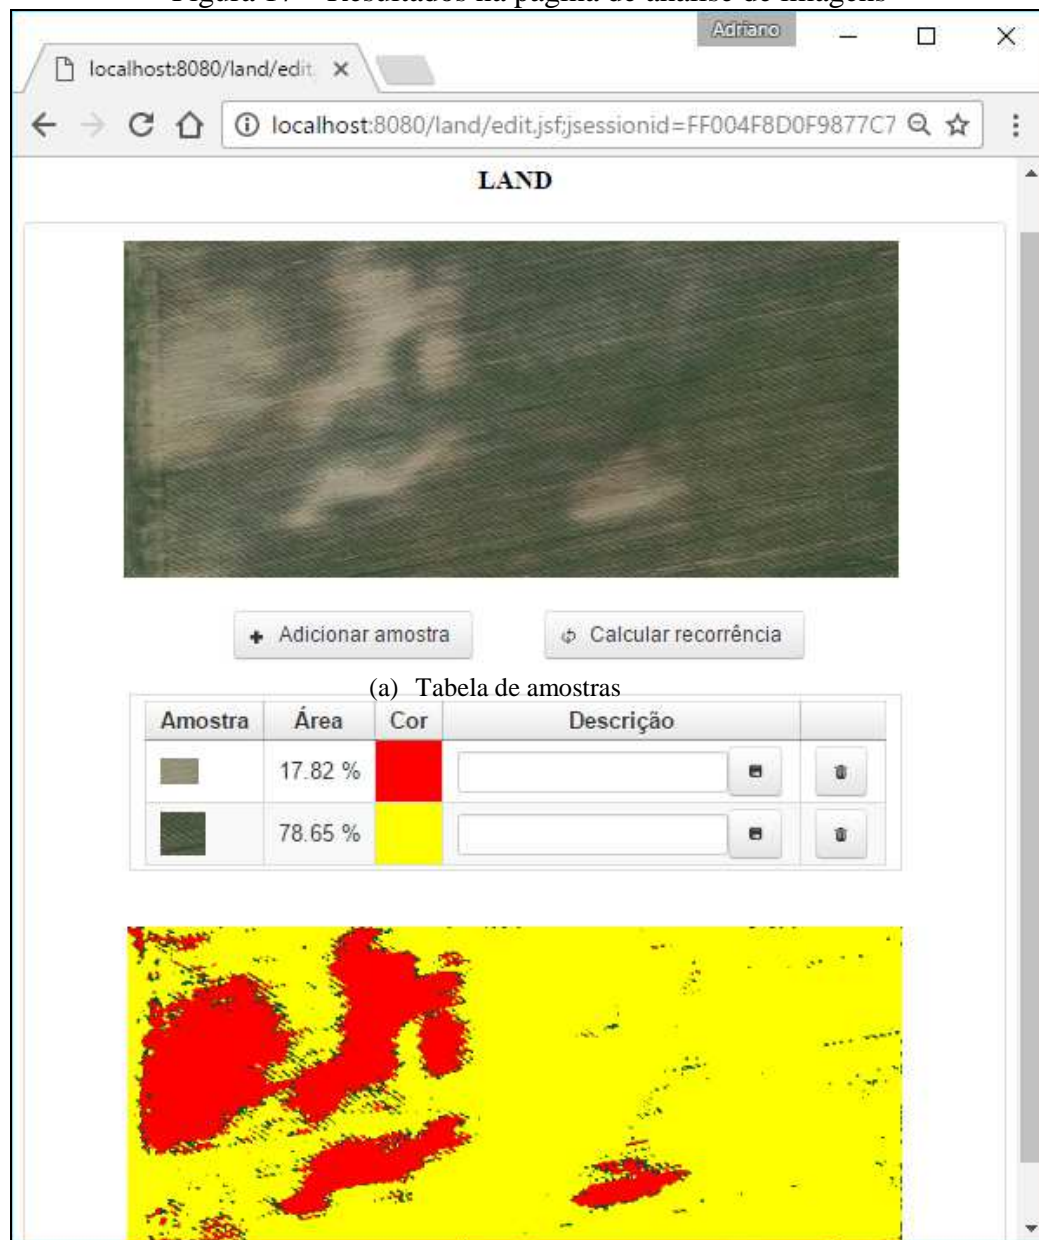 Figura 17 – Resultados na página de análise de imagens
Adriano
localhost:8080/land/edit.
localhost:8080/land/edit.jsf;jsessionid=FF004F8D0F9877C7
LAND
Adicionar amostra
Calcular recorrência
(a) Tabela de amostras
Amostra Área Cor Descrição
17.82 %
78.65 %